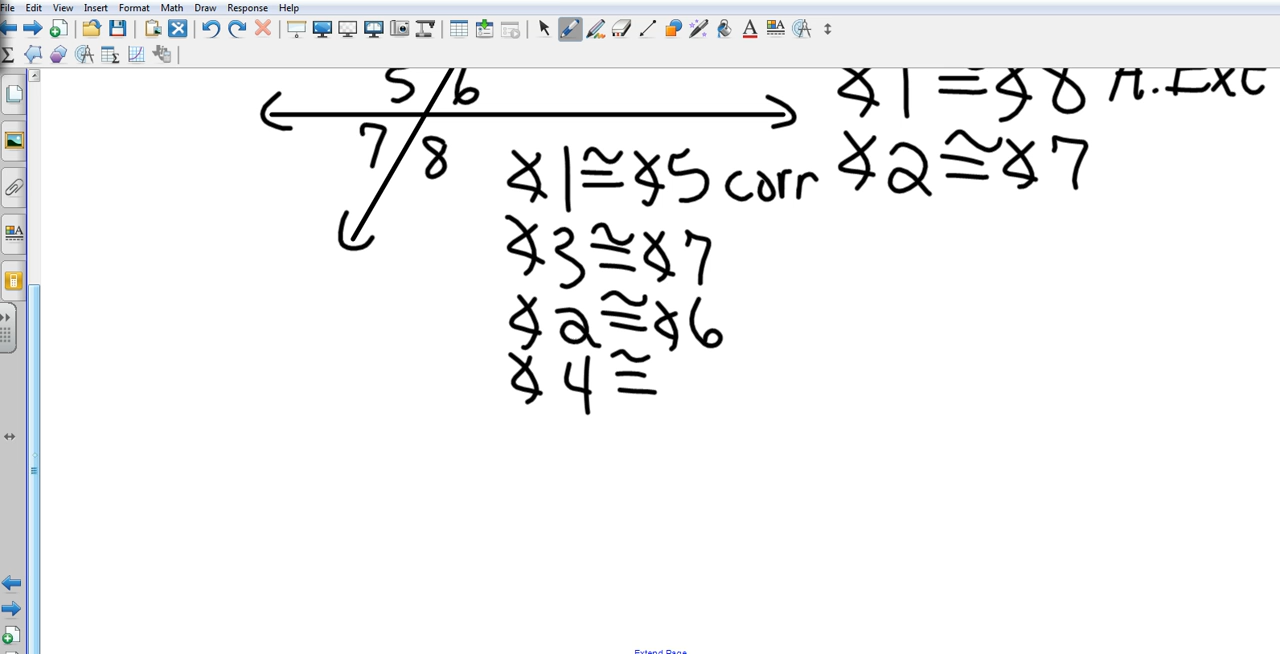 File Edit View Insert Format Math Draw Response Help
5 6
7 8
∡1≅∡8 A.Ext
∡2≅∡7
∡1≅∡5 corr
∡3≅∡7
∡2≅∡6
∡4≅
Extend Page